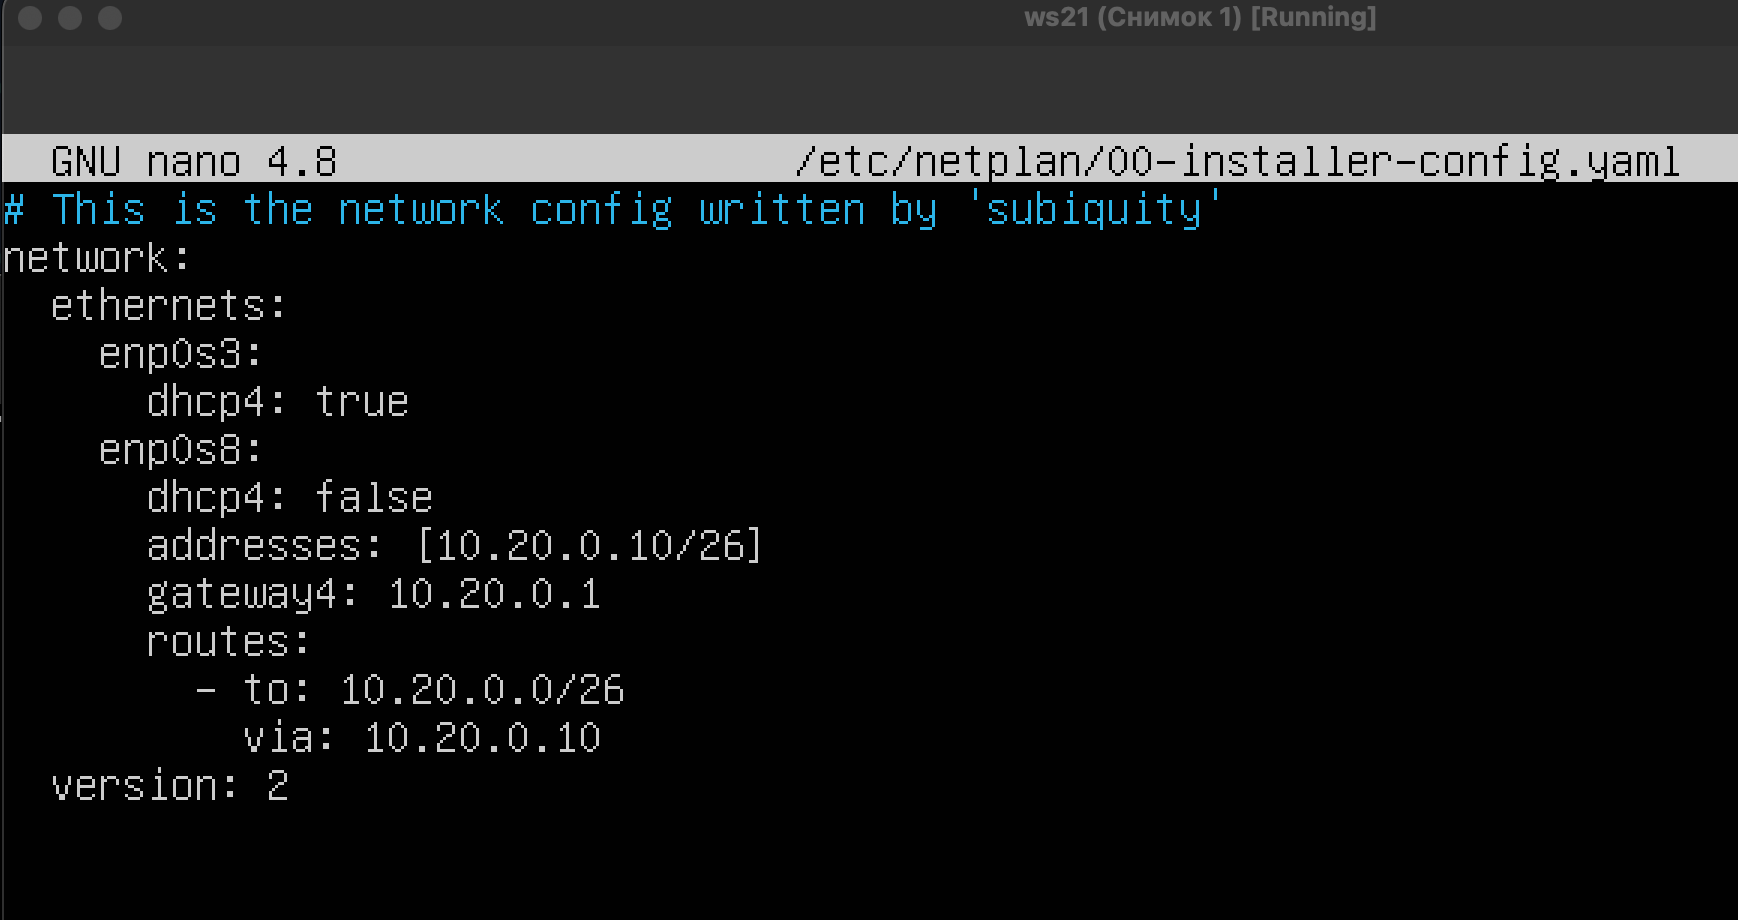 ws21 (Снимок 1) [Running]
GNU nano 4.8 /etc/netplan/00-installer-config.yaml
# This is the network config written by 'subiquity'
network:
  ethernets:
    enp0s3:
      dhcp4: true
    enp0s8:
      dhcp4: false
      addresses: [10.20.0.10/26]
      gateway4: 10.20.0.1
      routes:
        - to: 10.20.0.0/26
          via: 10.20.0.10
  version: 2